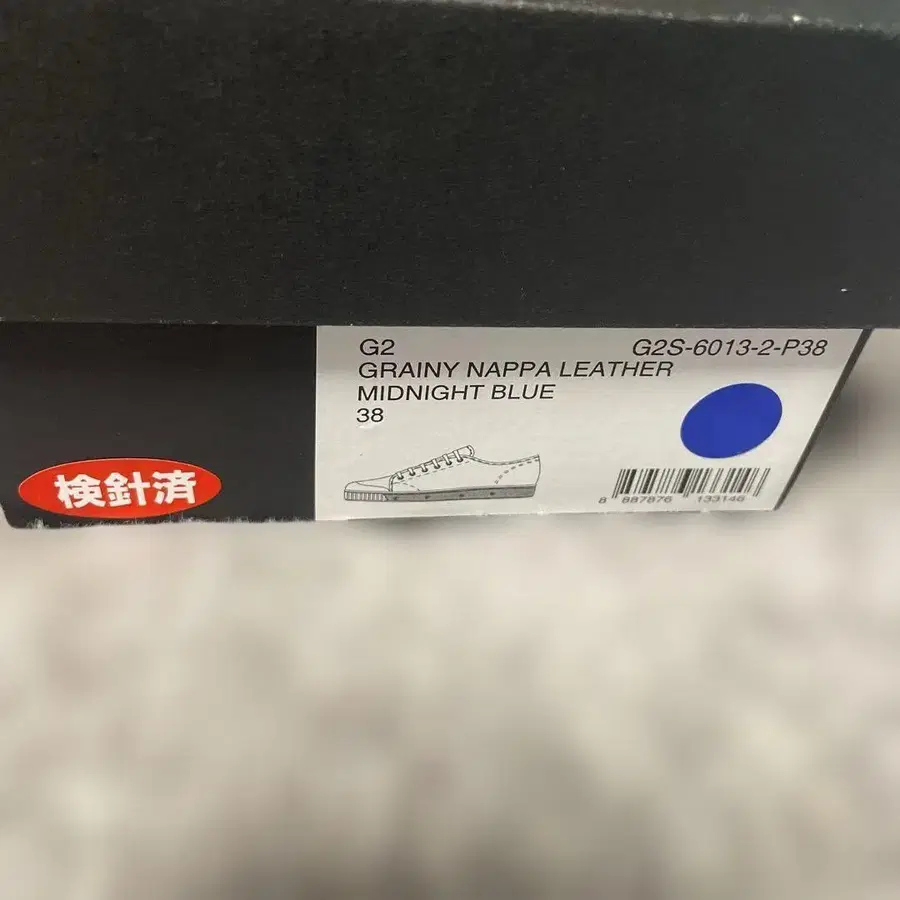 G2
G2S-6013-2-P38
GRAINY NAPPA LEATHER
MIDNIGHT BLUE
38
検針済
8 887876 133146